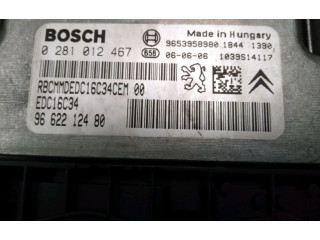 BOSCH
Made in Hungary
0 281 012 467
9653958980 1844 1390
B5B 06-06-06 1039S14117
RBCMMDEDC16C34CEM 00
EDC16C34
96 622 124 80